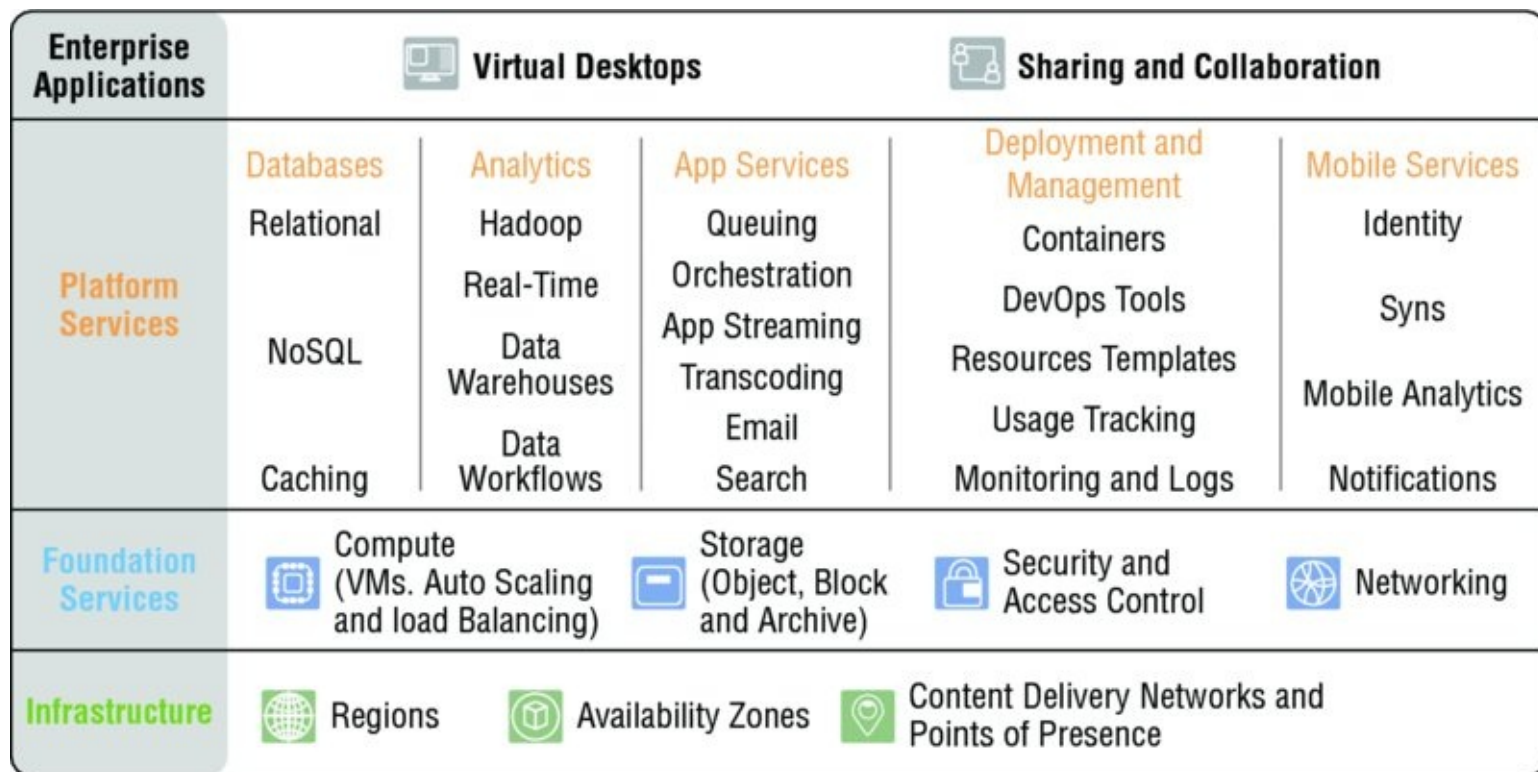 Enterprise
Applications
Virtual Desktops
Sharing and Collaboration
Platform
Services
Databases
Relational
NoSQL
Caching
Analytics
Hadoop
Real-Time
Data
Warehouses
Data
Workflows
App Services
Queuing
Orchestration
App Streaming
Transcoding
Email
Search
Deployment and
Management
Containers
DevOps Tools
Resources Templates
Usage Tracking
Monitoring and Logs
Mobile Services
Identity
Syns
Mobile Analytics
Notifications
Foundation
Services
Compute
(VMs. Auto Scaling
and load Balancing)
Storage
(Object, Block
and Archive)
Security and
Access Control
Networking
Infrastructure
Regions
Availability Zones
Content Delivery Networks and
Points of Presence